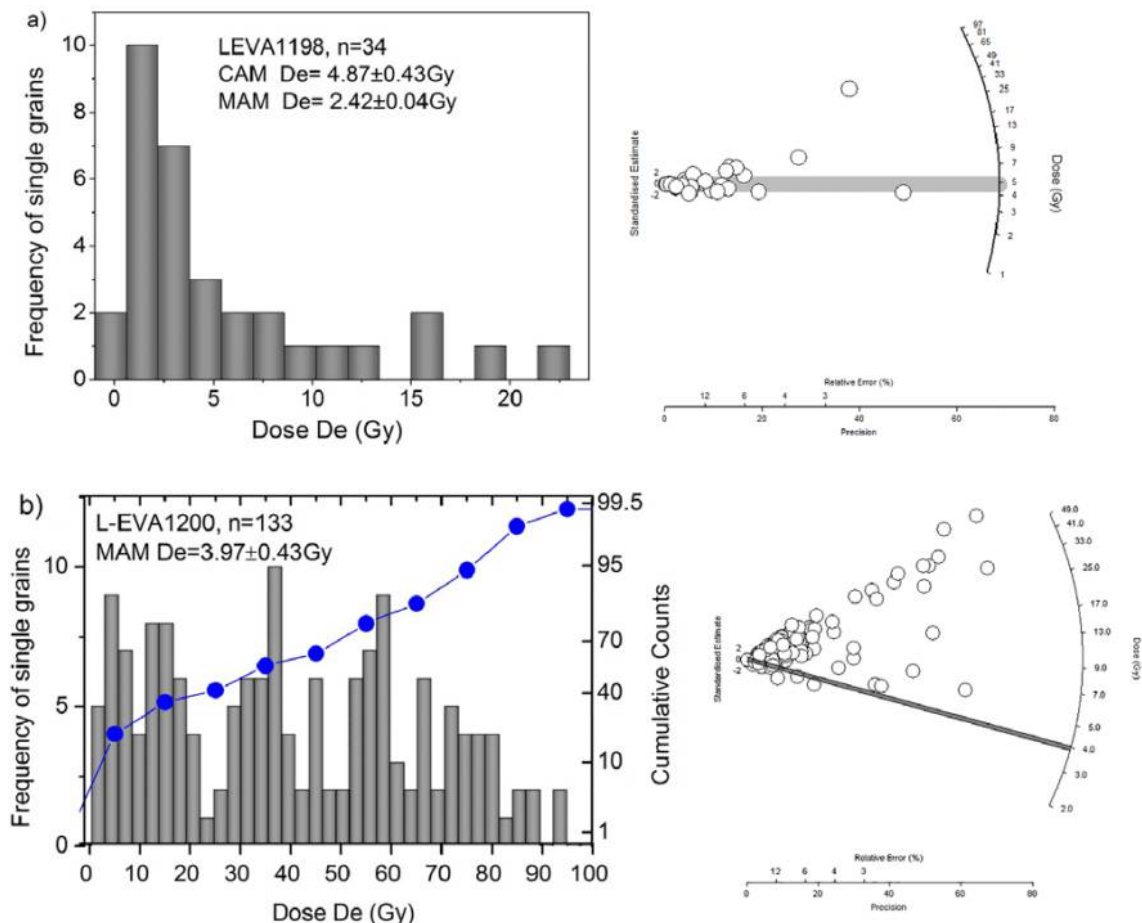 a)
LEVA1198, n=34
CAM De= 4.87±0.43Gy
MAM De= 2.42±0.04Gy
Frequency of single grains
10
8
6
4
2
0
0 5 10 15 20
Dose De (Gy)
Standardised Estimate
2
0
-2
97
81
65
49
41
33
25
17
13
9
7
5
4
3
2
1
Dose (Gy)
Relative Error (%)
12 6 4 3
0 20 40 60 80
Precision
b)
L-EVA1200, n=133
MAM De=3.97±0.43Gy
Frequency of single grains
10
5
0
0 10 20 30 40 50 60 70 80 90 100
Dose De (Gy)
99.5
95
70
40
10
1
Cumulative Counts
Standardised Estimate
2
0
-2
49.0
41.0
33.0
25.0
17.0
13.0
9.0
7.0
5.0
4.0
3.0
2.0
Dose (Gy)
Relative Error (%)
12 6 4 3
0 20 40 60 80
Precision